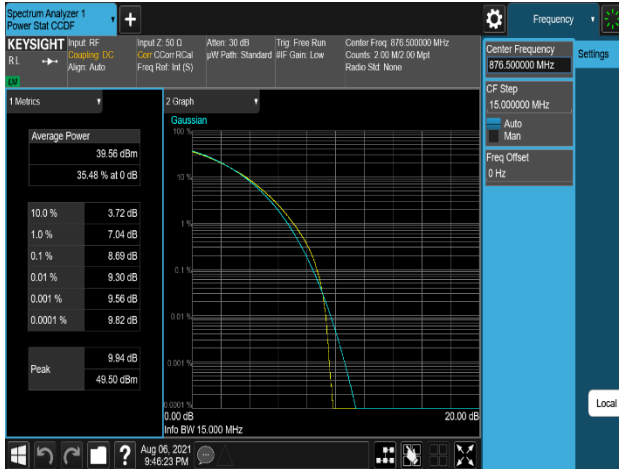 Spectrum Analyzer 1
Power Stat CCDF
+
Frequency
KEYSIGHT
RL
LXI
Input: RF
Coupling: DC
Align: Auto
Input Z: 50 Ω
Corr CCorr RCal
Freq Ref: Int (S)
Atten: 30 dB
µW Path: Standard
Trig: Free Run
#IF Gain: Low
Center Freq: 876.500000 MHz
Counts: 2.00 M/2.00 Mpt
Radio Std: None
1 Metrics
Average Power
39.56 dBm
35.48 % at 0 dB
10.0 % 3.72 dB
1.0 % 7.04 dB
0.1 % 8.69 dB
0.01 % 9.30 dB
0.001 % 9.56 dB
0.0001 % 9.82 dB
Peak
9.94 dB
49.50 dBm
2 Graph
Gaussian
100 %
10 %
1 %
0.1 %
0.01 %
0.001 %
0.0001 %
0.00 dB
20.00 dB
Info BW 15.000 MHz
Center Frequency
876.500000 MHz
Settings
CF Step
15.000000 MHz
Auto
Man
Freq Offset
0 Hz
Local
?
Aug 06, 2021
9:46:23 PM